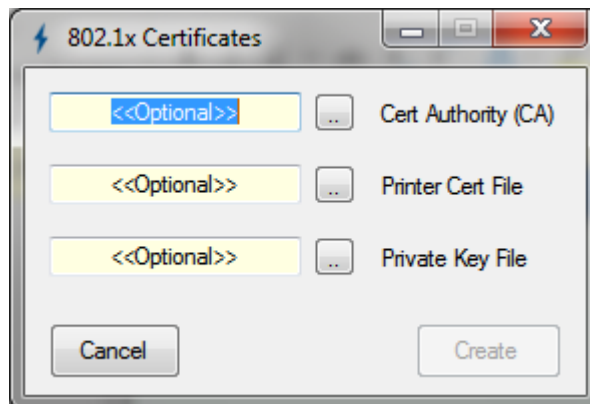 802.1x Certificates
<<Optional>> .. Cert Authority (CA)
<<Optional>> .. Printer Cert File
<<Optional>> .. Private Key File
Cancel Create